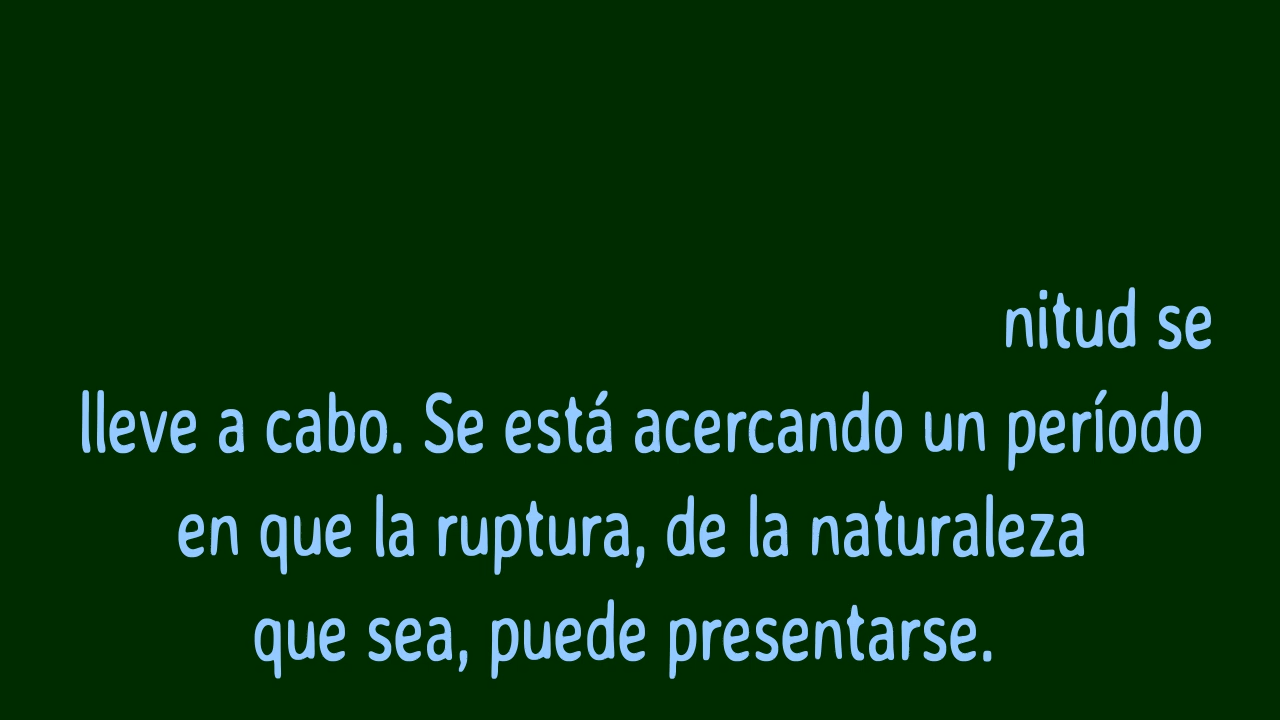 nitud se
lleve a cabo. Se está acercando un período
en que la ruptura, de la naturaleza
que sea, puede presentarse.